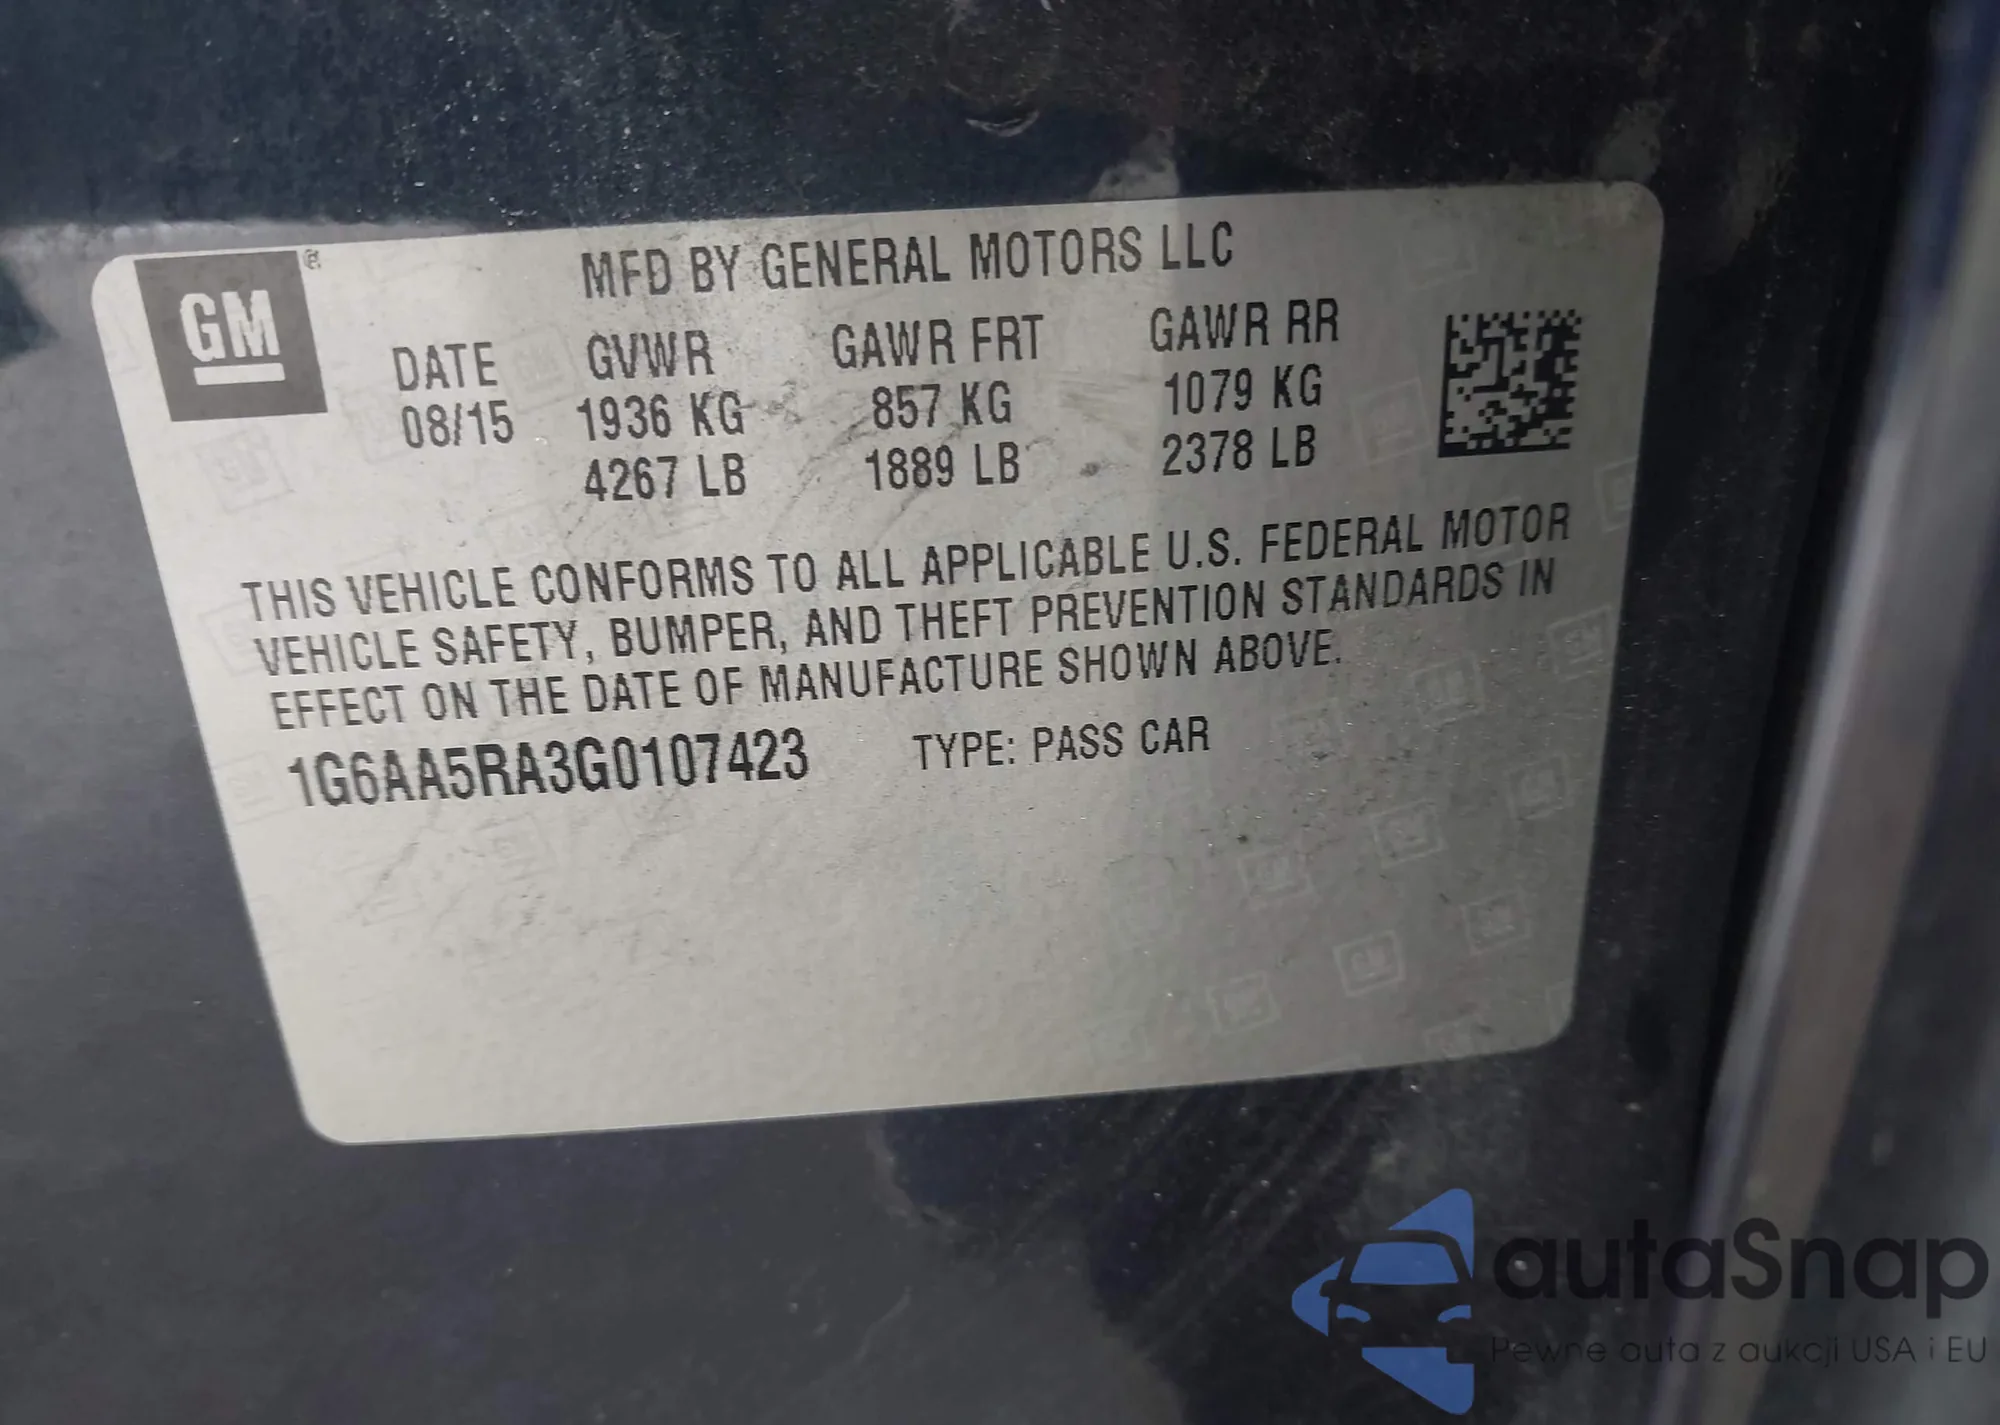 GM ®
MFD BY GENERAL MOTORS LLC
DATE GVWR GAWR FRT GAWR RR
08/15 1936 KG 857 KG 1079 KG
4267 LB 1889 LB 2378 LB
THIS VEHICLE CONFORMS TO ALL APPLICABLE U.S. FEDERAL MOTOR
VEHICLE SAFETY, BUMPER, AND THEFT PREVENTION STANDARDS IN
EFFECT ON THE DATE OF MANUFACTURE SHOWN ABOVE.
1G6AA5RA3G0107423 TYPE: PASS CAR
autaSnap
Pewne auta z aukcji USA i EU